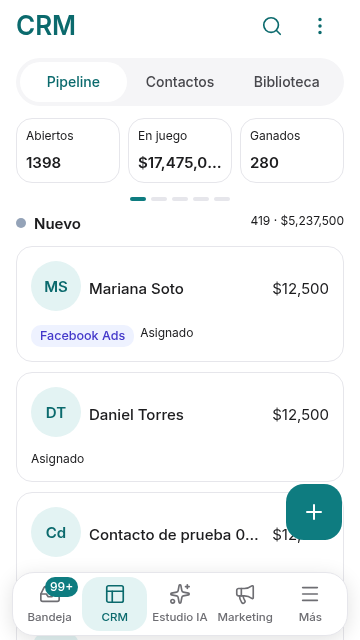 CRM
Pipeline
Contactos
Biblioteca
Abiertos
1398
En juego
$17,475,0...
Ganados
280
Nuevo
419 · $5,237,500
MS
Mariana Soto
$12,500
Facebook Ads
Asignado
DT
Daniel Torres
$12,500
Asignado
Cd
Contacto de prueba 0...
99+
Bandeja
CRM
Estudio IA
Marketing
Más